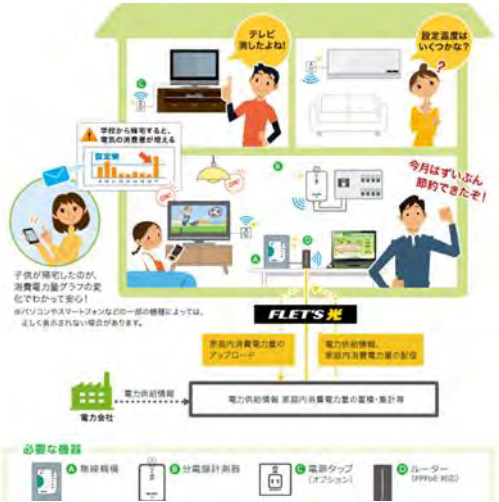 テレビ
消したよね!
設定温度は
いくつかな?
?
C
学校から帰宅すると、
電気の消費量が増える
設定値
B
今月はずいぶん
節約できたぞ!
ON!
ON!
A
D
子供が帰宅したのが、
消費電力量グラフの変
化でわかって安心!
※パソコンやスマートフォンなどの一部の機種によっては、
正しく表示されない場合があります。
FLET'S 光
家庭内消費電力量の
アップロード
電力供給情報、
家庭内消費電力量の配信
電力供給情報
電力供給情報 家庭内消費電力量の蓄積・集計等
電力会社
必要な機器
A 無線親機
B 分電盤計測器
C 電源タップ
(オプション)
D ルーター
(PPPoE 対応)